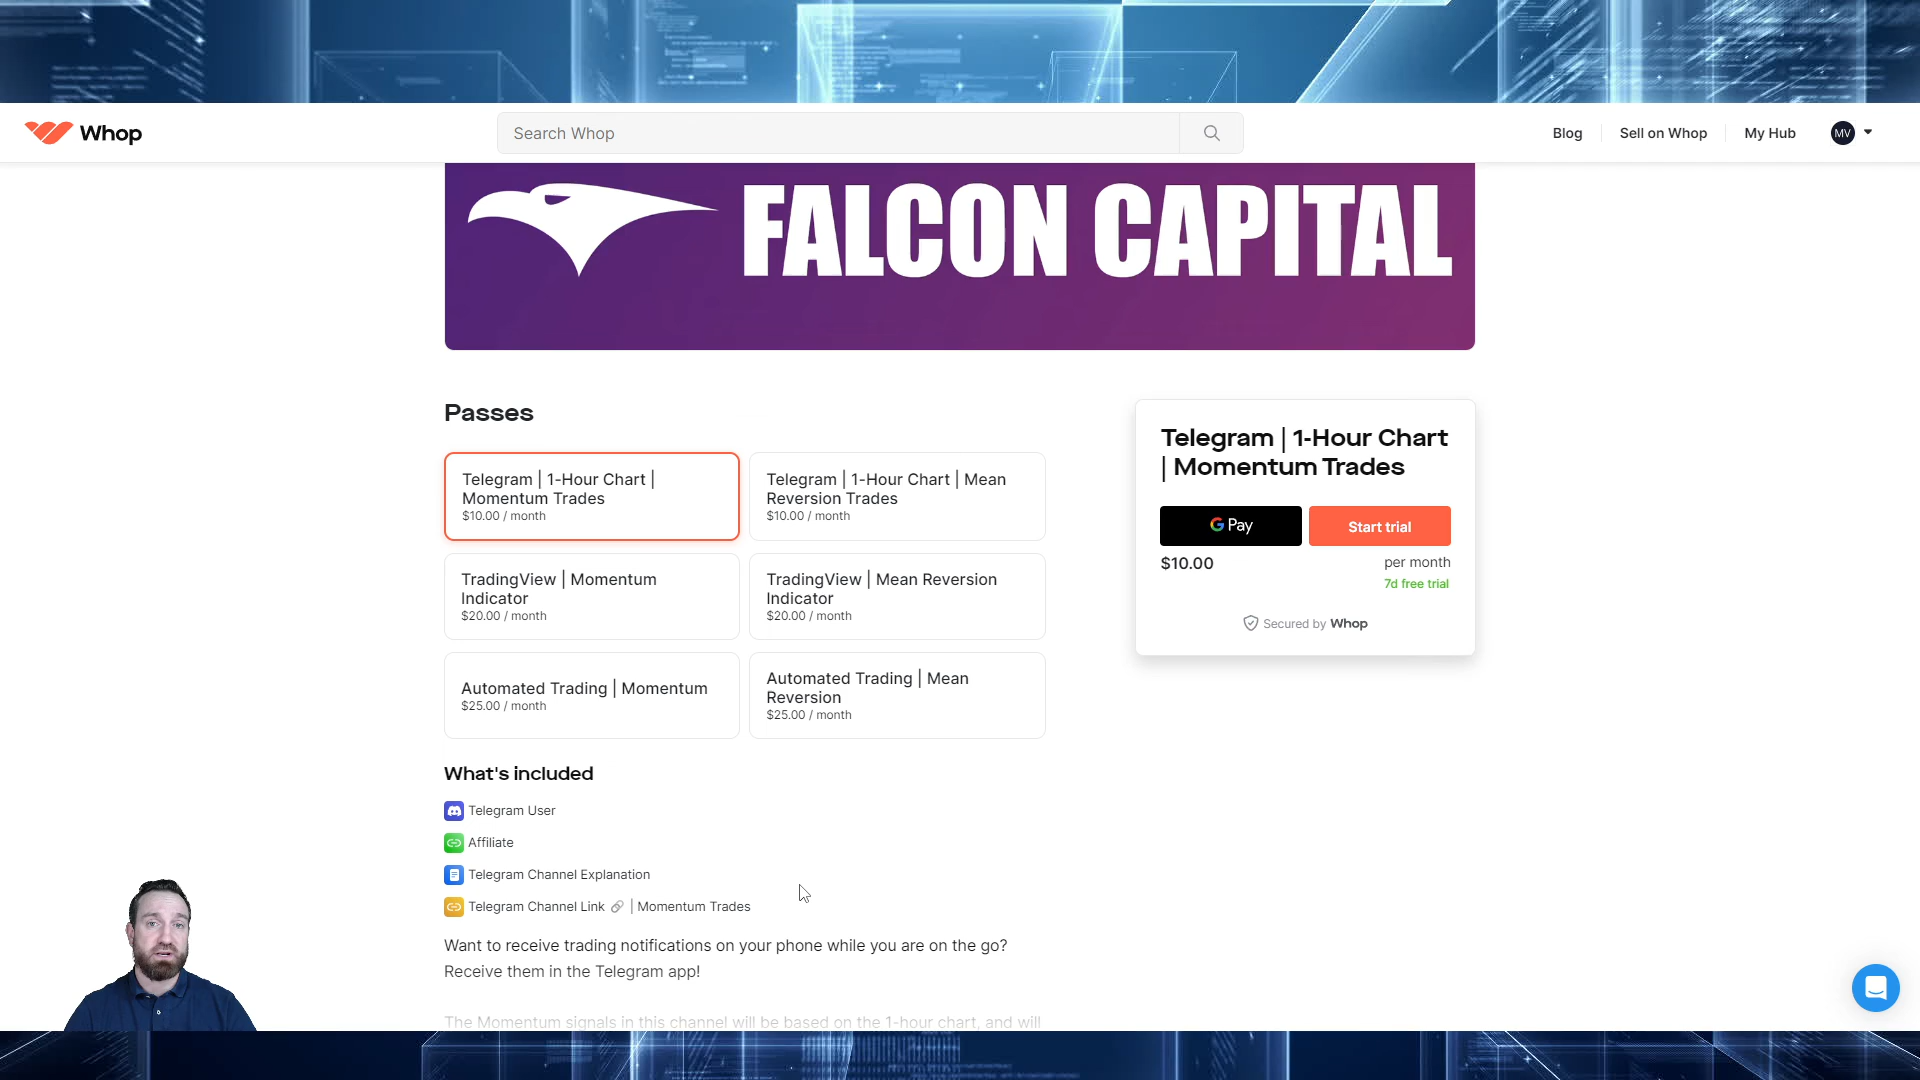 Whop
Search Whop
Blog
Sell on Whop
My Hub
MV
FALCON CAPITAL
Passes
Telegram | 1-Hour Chart |
Momentum Trades
$10.00 / month
Telegram | 1-Hour Chart | Mean
Reversion Trades
$10.00 / month
TradingView | Momentum
Indicator
$20.00 / month
TradingView | Mean Reversion
Indicator
$20.00 / month
Automated Trading | Momentum
$25.00 / month
Automated Trading | Mean
Reversion
$25.00 / month
Telegram | 1-Hour Chart
| Momentum Trades
G Pay
Start trial
$10.00
per month
7d free trial
Secured by Whop
What's included
Telegram User
Affiliate
Telegram Channel Explanation
Telegram Channel Link 🔗 | Momentum Trades
Want to receive trading notifications on your phone while you are on the go?
Receive them in the Telegram app!
The Momentum signals in this channel will be based on the 1-hour chart, and will